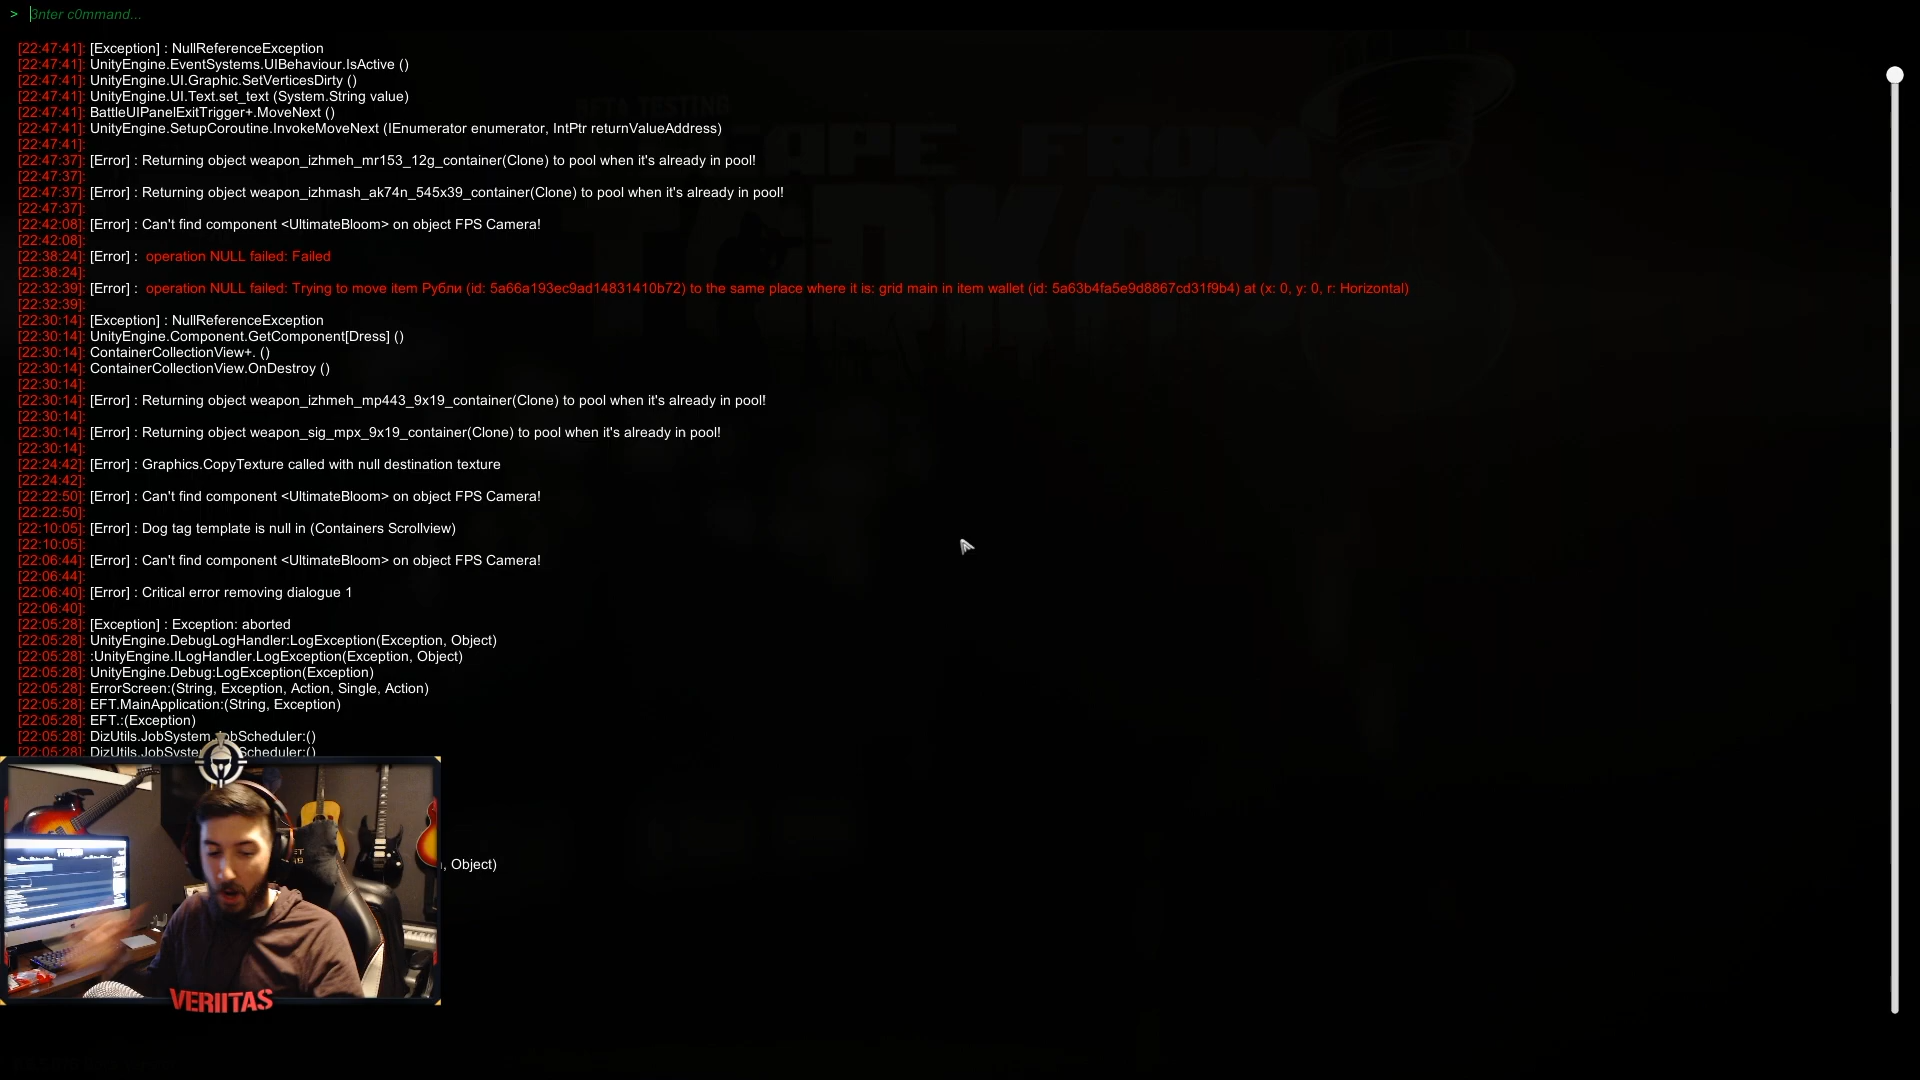 > 3nter c0mmand...
[22:47:41]: [Exception] : NullReferenceException
[22:47:41]: UnityEngine.EventSystems.UIBehaviour.IsActive ()
[22:47:41]: UnityEngine.UI.Graphic.SetVerticesDirty ()
[22:47:41]: UnityEngine.UI.Text.set_text (System.String value)
[22:47:41]: BattleUIPanelExitTrigger+.MoveNext ()
[22:47:41]: UnityEngine.SetupCoroutine.InvokeMoveNext (IEnumerator enumerator, IntPtr returnValueAddress)
[22:47:41]:
[22:47:37]: [Error] : Returning object weapon_izhmeh_mr153_12g_container(Clone) to pool when it's already in pool!
[22:47:37]:
[22:47:37]: [Error] : Returning object weapon_izhmash_ak74n_545x39_container(Clone) to pool when it's already in pool!
[22:47:37]:
[22:42:08]: [Error] : Can't find component <UltimateBloom> on object FPS Camera!
[22:42:08]:
[22:38:24]: [Error] : operation NULL failed: Failed
[22:38:24]:
[22:32:39]: [Error] : operation NULL failed: Trying to move item Рубли (id: 5a66a193ec9ad14831410b72) to the same place where it is: grid main in item wallet (id: 5a63b4fa5e9d8867cd31f9b4) at (x: 0, y: 0, r: Horizontal)
[22:32:39]:
[22:30:14]: [Exception] : NullReferenceException
[22:30:14]: UnityEngine.Component.GetComponent[Dress] ()
[22:30:14]: ContainerCollectionView+. ()
[22:30:14]: ContainerCollectionView.OnDestroy ()
[22:30:14]:
[22:30:14]: [Error] : Returning object weapon_izhmeh_mp443_9x19_container(Clone) to pool when it's already in pool!
[22:30:14]:
[22:30:14]: [Error] : Returning object weapon_sig_mpx_9x19_container(Clone) to pool when it's already in pool!
[22:30:14]:
[22:24:42]: [Error] : Graphics.CopyTexture called with null destination texture
[22:24:42]:
[22:22:50]: [Error] : Can't find component <UltimateBloom> on object FPS Camera!
[22:22:50]:
[22:10:05]: [Error] : Dog tag template is null in (Containers Scrollview)
[22:10:05]:
[22:06:44]: [Error] : Can't find component <UltimateBloom> on object FPS Camera!
[22:06:44]:
[22:06:40]: [Error] : Critical error removing dialogue 1
[22:06:40]:
[22:05:28]: [Exception] : Exception: aborted
[22:05:28]: UnityEngine.DebugLogHandler:LogException(Exception, Object)
[22:05:28]: :UnityEngine.ILogHandler.LogException(Exception, Object)
[22:05:28]: UnityEngine.Debug:LogException(Exception)
[22:05:28]: ErrorScreen:(String, Exception, Action, Single, Action)
[22:05:28]: EFT.MainApplication:(String, Exception)
[22:05:28]: EFT.:(Exception)
[22:05:28]: DizUtils.JobSystem.JobScheduler:()
[22:05:28]: DizUtils.JobSystem.JobScheduler:()
, Object)
VERIITAS
BETA TESTING
ESCAPE FROM
TARKOV